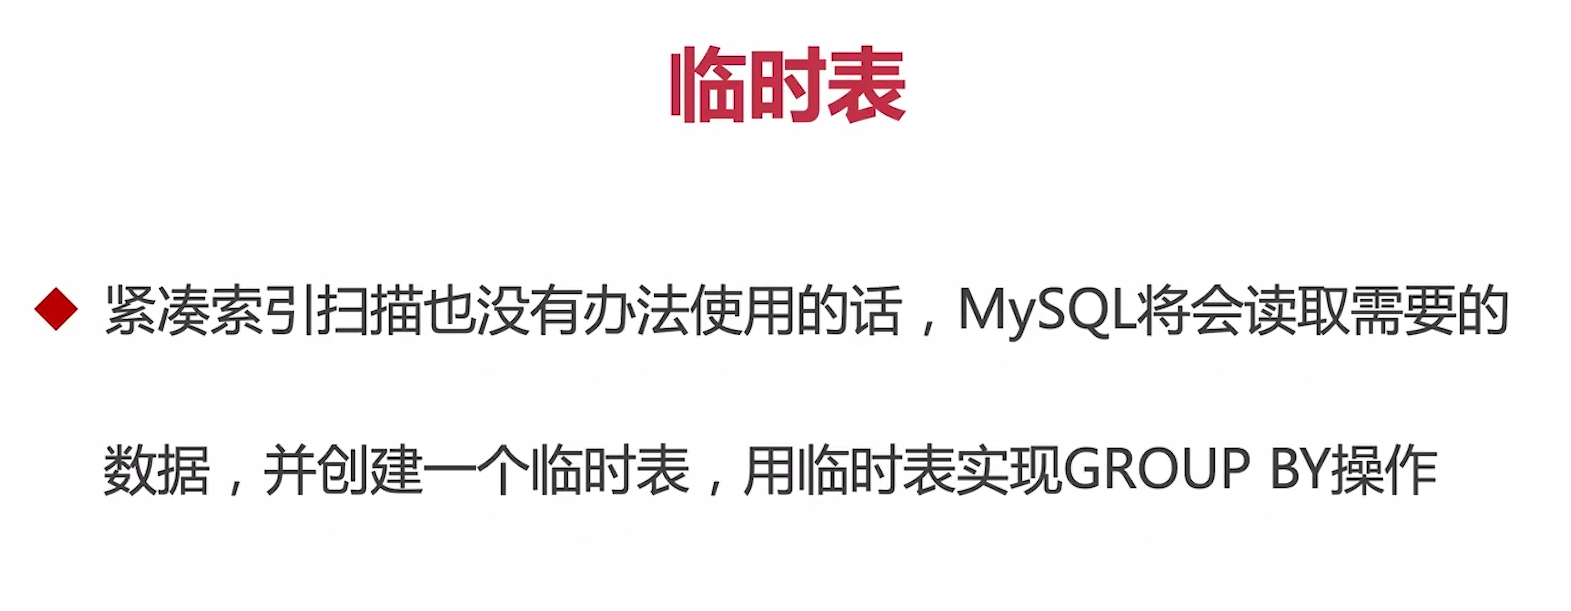 临时表
紧凑索引扫描也没有办法使用的话，MySQL将会读取需要的
数据，并创建一个临时表，用临时表实现GROUP BY操作